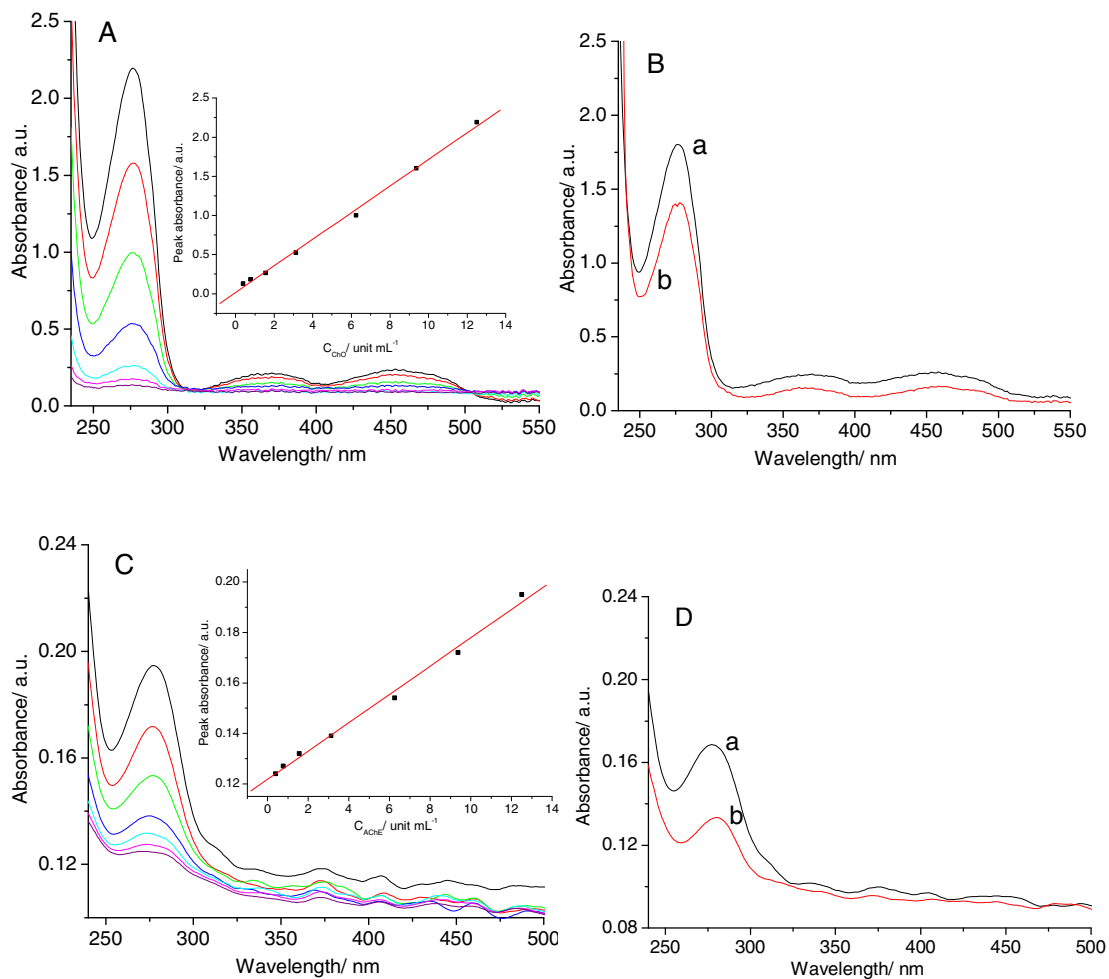 A
2.5
2.0
1.5
1.0
0.5
0.0
Absorbance/ a.u.
250 300 350 400 450 500 550
Wavelength/ nm
2.5
2.0
1.5
1.0
0.5
0.0
Peak absorbance/ a.u.
0 2 4 6 8 10 12 14
C_ChO/ unit mL⁻¹
B
a
b
2.5
2.0
1.5
1.0
0.5
0.0
Absorbance/ a.u.
250 300 350 400 450 500 550
Wavelength/ nm
C
0.24
0.20
0.16
0.12
Absorbance/ a.u.
250 300 350 400 450 500
Wavelength/ nm
0.20
0.18
0.16
0.14
0.12
Peak absorbance/ a.u.
0 2 4 6 8 10 12 14
C_AChE/ unit mL⁻¹
D
a
b
0.24
0.20
0.16
0.12
0.08
Absorbance/ a.u.
250 300 350 400 450 500
Wavelength/ nm